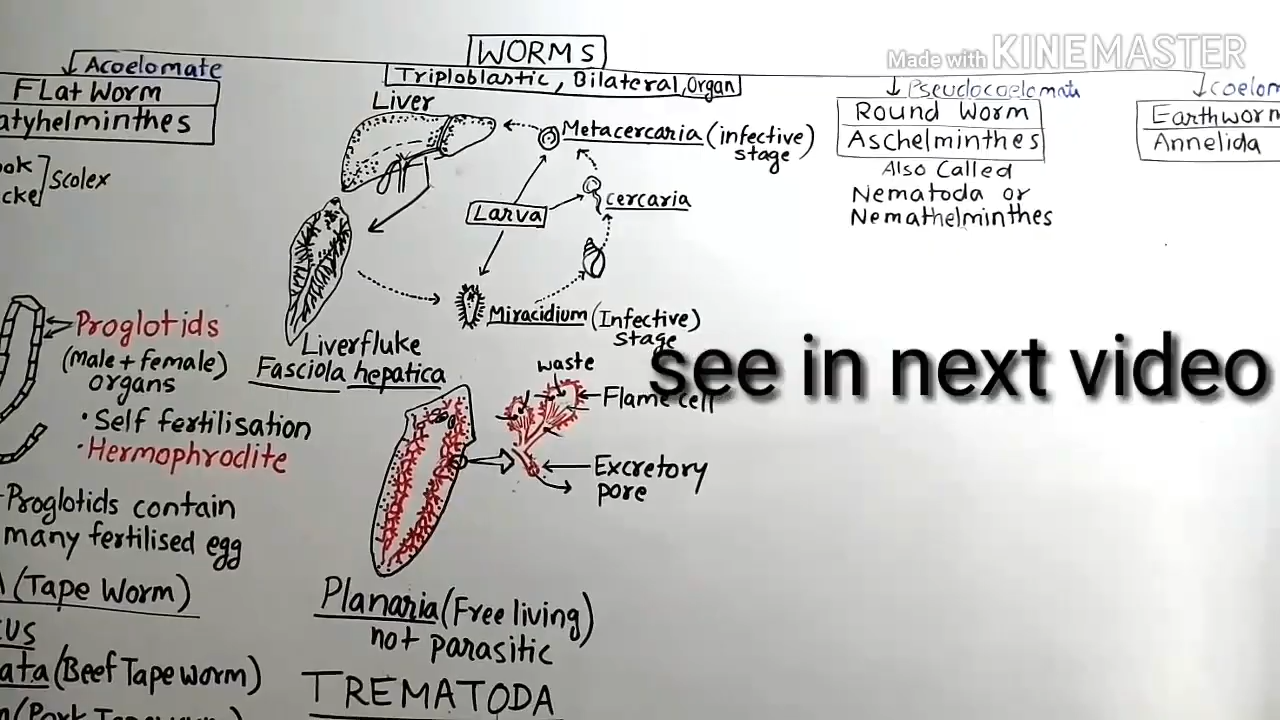 WORMS
Made with KINEMASTER
Triploblastic, Bilateral, Organ
Acoelomate
FLat Worm
atyhelminthes
Scolex
Proglotids
(male + female)
organs
• Self fertilisation
• Hermophrodite
Proglotids contain
many fertilised egg
(Tape Worm)
ata (Beef Tapeworm)
Liver
Metacercaria (infective)
stage
cercaria
Larva
Miracidium (Infective)
stage
Liverfluke
Fasciola hepatica
waste
Flame cell
Excretory
pore
Planaria (Free living)
not parasitic
TREMATODA
Pseudocoelomate
Round Worm
Aschelminthes
Also Called
Nematoda or
Nemathelminthes
coelom
Earthworm
Annelida
see in next video